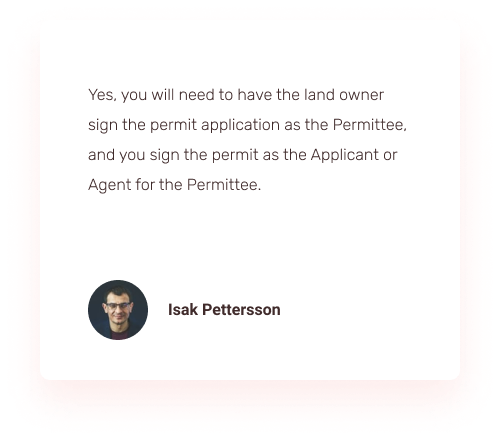 Yes, you will need to have the land owner
sign the permit application as the Permittee,
and you sign the permit as the Applicant or
Agent for the Permittee.
Isak Pettersson